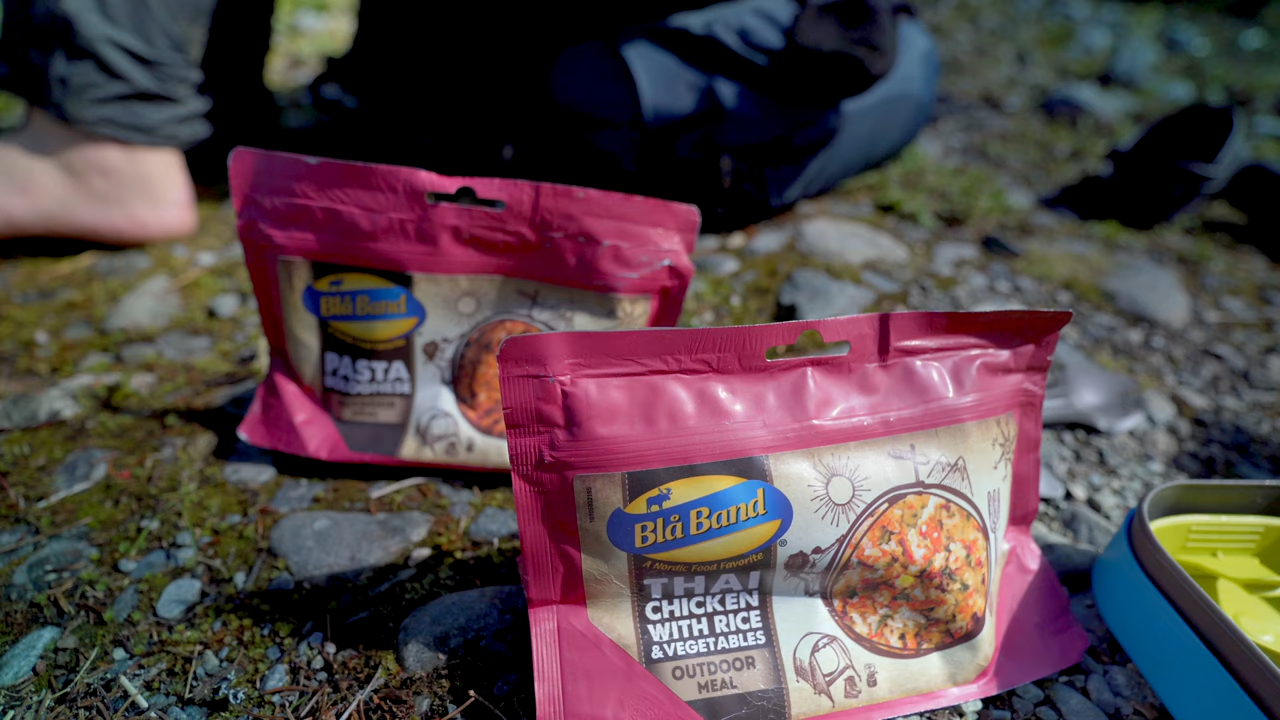 Blå Band
PASTA
BOLOGNESE
Blå Band
®
A Nordic Food Favorite
THAI
CHICKEN
WITH RICE
& VEGETABLES
OUTDOOR
MEAL